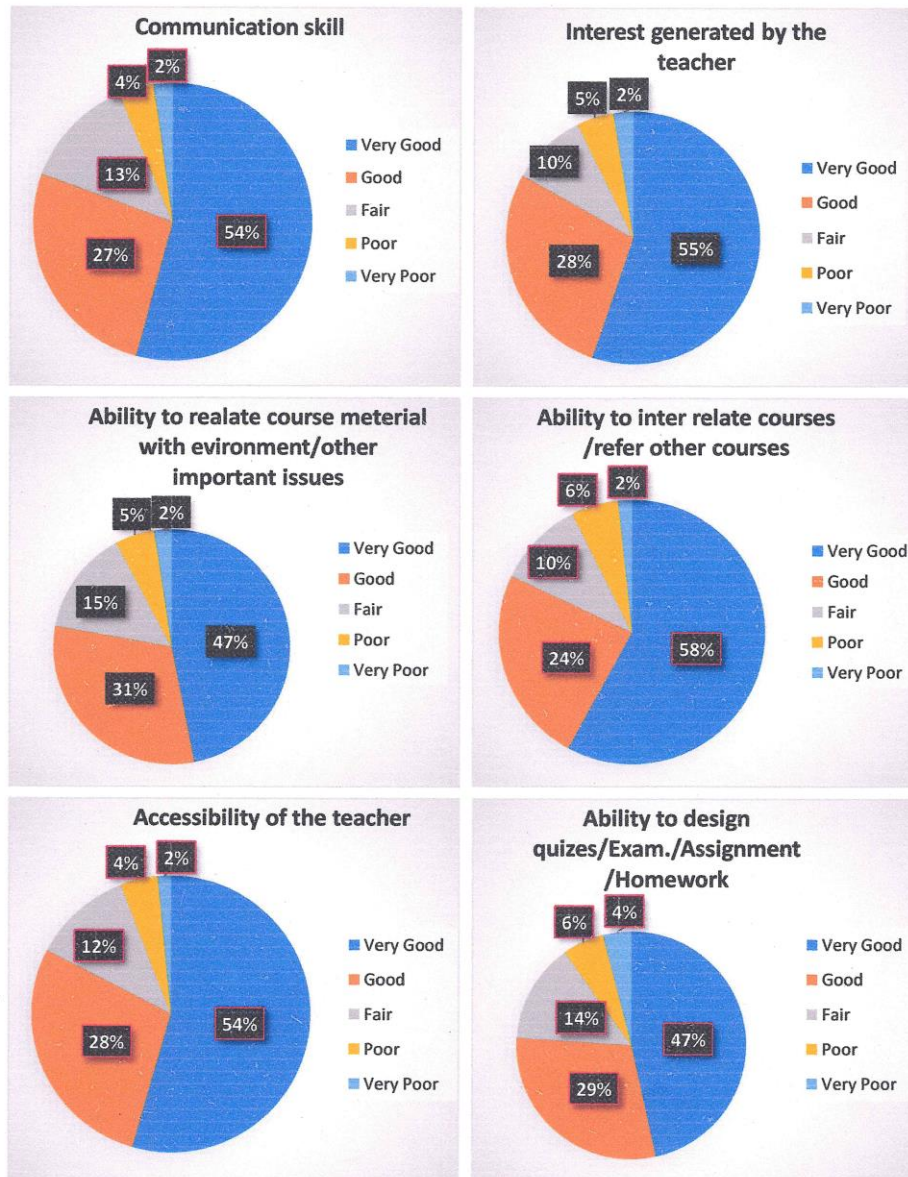 Communication skill
2%
4%
13%
27%
54%
Very Good
Good
Fair
Poor
Very Poor
Interest generated by the
teacher
2%
5%
10%
28%
55%
Very Good
Good
Fair
Poor
Very Poor
Ability to realate course meterial
with evironment/other
important issues
5%
2%
15%
47%
31%
Very Good
Good
Fair
Poor
Very Poor
Ability to inter relate courses
/refer other courses
6%
2%
10%
24%
58%
Very Good
Good
Fair
Poor
Very Poor
Accessibility of the teacher
4%
2%
12%
28%
54%
Very Good
Good
Fair
Poor
Very Poor
Ability to design
quizes/Exam./Assignment
/Homework
6%
4%
14%
47%
29%
Very Good
Good
Fair
Poor
Very Poor